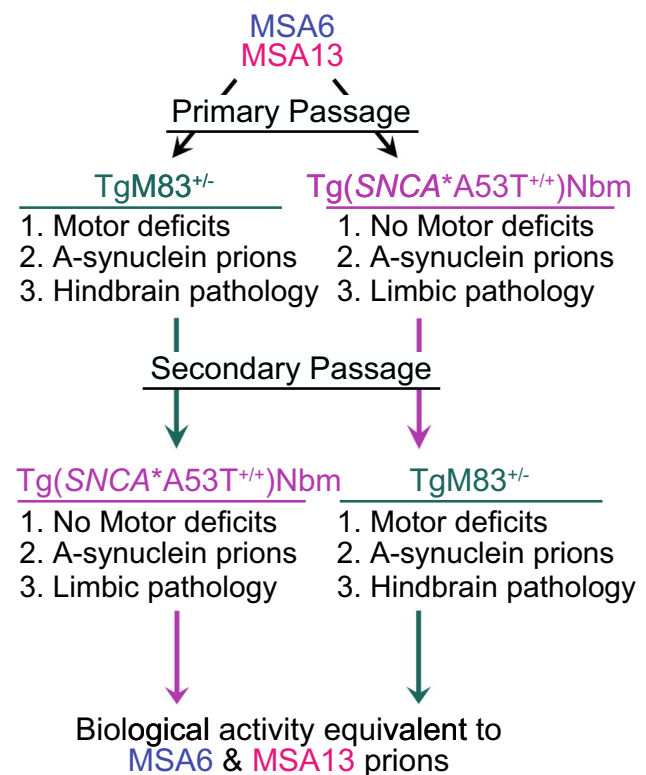 MSA6
MSA13
Primary Passage
TgM83+/-
Tg(SNCA*A53T+/+)Nbm
1. Motor deficits
2. A-synuclein prions
3. Hindbrain pathology
1. No Motor deficits
2. A-synuclein prions
3. Limbic pathology
Secondary Passage
Tg(SNCA*A53T+/+)Nbm
TgM83+/-
1. No Motor deficits
2. A-synuclein prions
3. Limbic pathology
1. Motor deficits
2. A-synuclein prions
3. Hindbrain pathology
Biological activity equivalent to
MSA6 & MSA13 prions